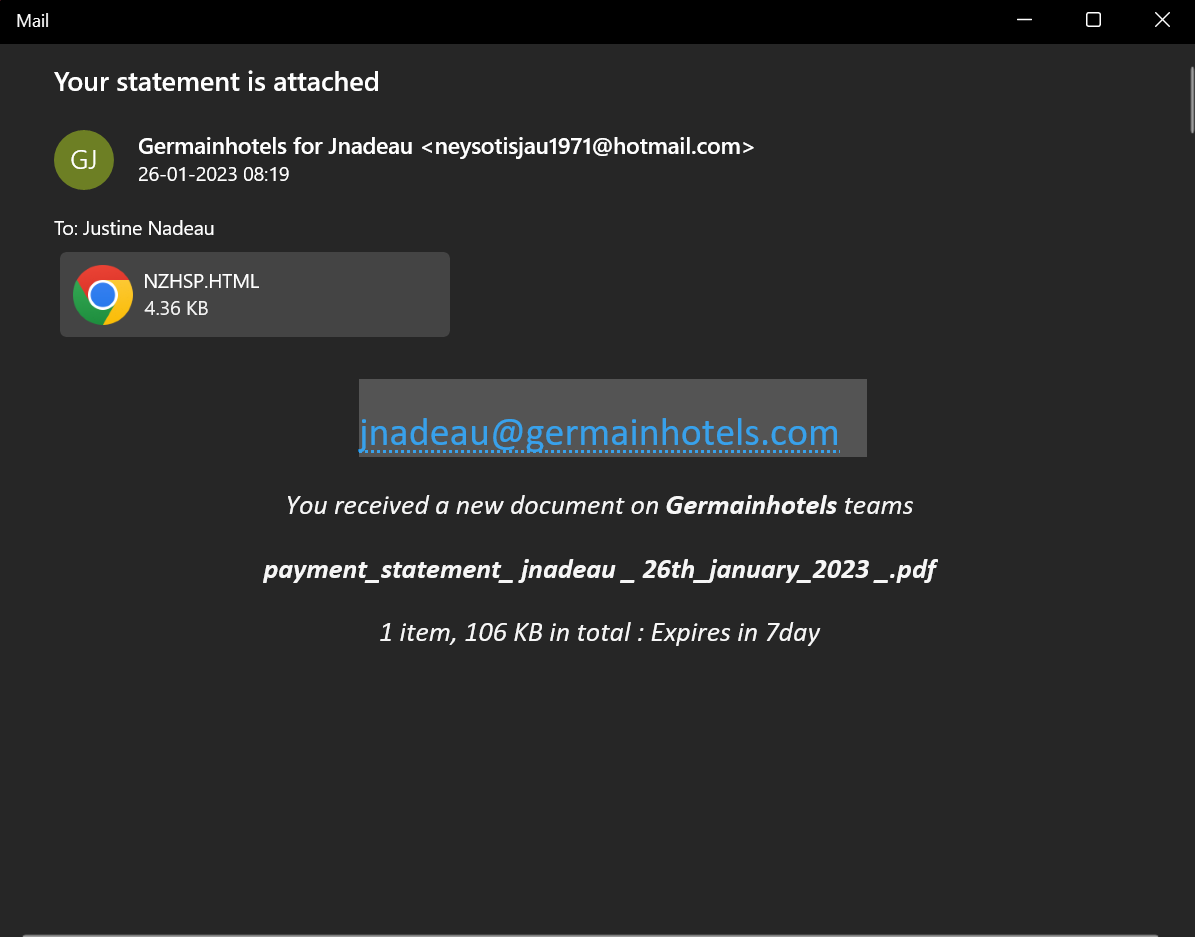 Mail
Your statement is attached
GJ
Germainhotels for Jnadeau <neysotisjau1971@hotmail.com>
26-01-2023 08:19
To: Justine Nadeau
NZHSP.HTML
4.36 KB
jnadeau@germainhotels.com
You received a new document on Germainhotels teams
payment_statement_ jnadeau _ 26th_january_2023 _.pdf
1 item, 106 KB in total : Expires in 7day